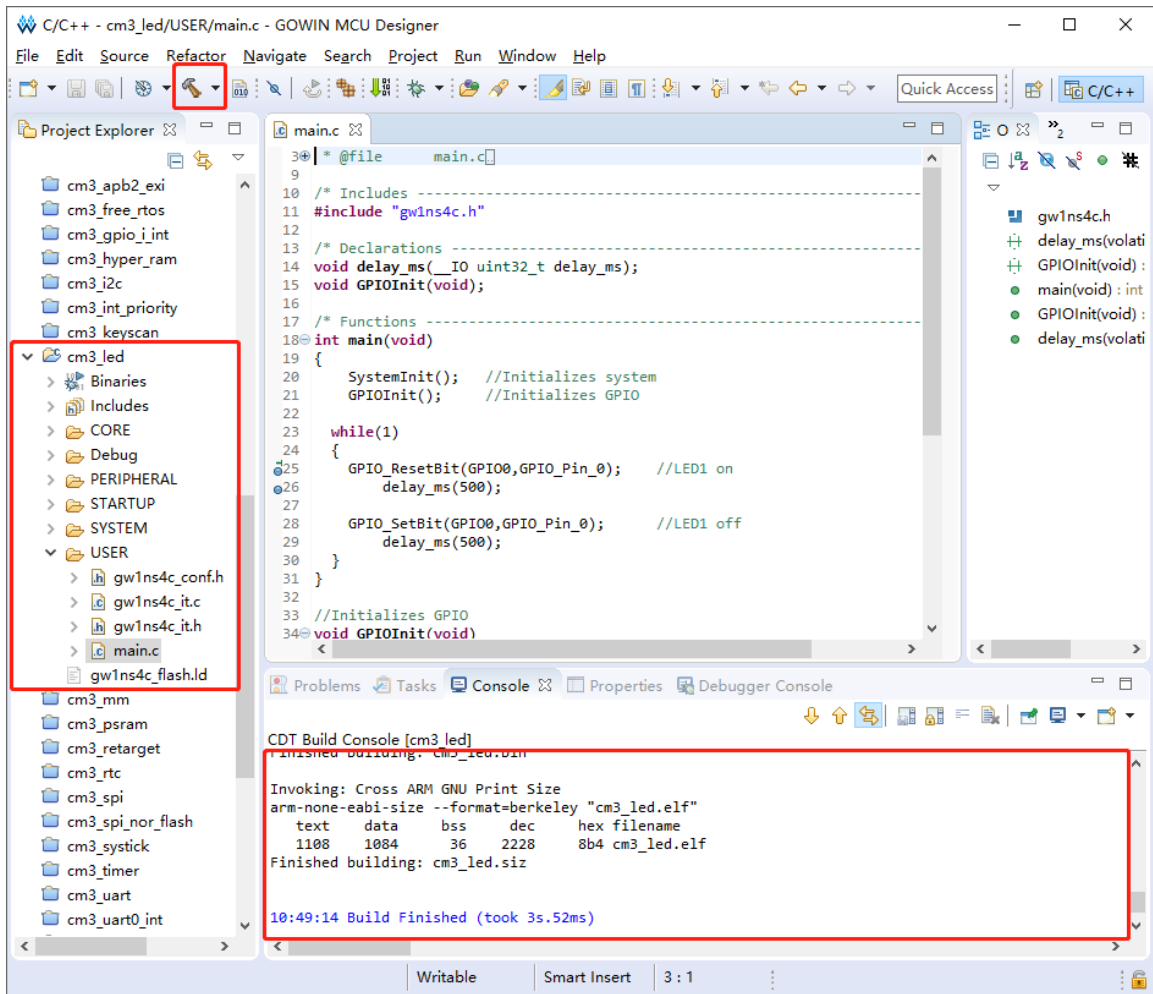 C/C++ - cm3_led/USER/main.c - GOWIN MCU Designer
File Edit Source Refactor Navigate Search Project Run Window Help
Quick Access C/C++
Project Explorer
cm3_apb2_exi
cm3_free_rtos
cm3_gpio_i_int
cm3_hyper_ram
cm3_i2c
cm3_int_priority
cm3_keyscan
cm3_led
Binaries
Includes
CORE
Debug
PERIPHERAL
STARTUP
SYSTEM
USER
gw1ns4c_conf.h
gw1ns4c_it.c
gw1ns4c_it.h
main.c
gw1ns4c_flash.ld
cm3_mm
cm3_psram
cm3_retarget
cm3_rtc
cm3_spi
cm3_spi_nor_flash
cm3_systick
cm3_timer
cm3_uart
cm3_uart0_int
main.c
3 * @file      main.c
9
10 /* Includes ----------------------------------------------------------
11 #include "gw1ns4c.h"
12
13 /* Declarations ------------------------------------------------------
14 void delay_ms(__IO uint32_t delay_ms);
15 void GPIOInit(void);
16
17 /* Functions ---------------------------------------------------------
18 int main(void)
19 {
20     SystemInit();   //Initializes system
21     GPIOInit();     //Initializes GPIO
22
23   while(1)
24   {
25     GPIO_ResetBit(GPIO0,GPIO_Pin_0);    //LED1 on
26         delay_ms(500);
27
28     GPIO_SetBit(GPIO0,GPIO_Pin_0);      //LED1 off
29         delay_ms(500);
30   }
31 }
32
33 //Initializes GPIO
34 void GPIOInit(void)
O
2
gw1ns4c.h
delay_ms(volati
GPIOInit(void) :
main(void) : int
GPIOInit(void) :
delay_ms(volati
Problems Tasks Console Properties Debugger Console
CDT Build Console [cm3_led]
Finished building: cm3_led.bin
Invoking: Cross ARM GNU Print Size
arm-none-eabi-size --format=berkeley "cm3_led.elf"
text    data     bss     dec     hex filename
1108    1084      36    2228     8b4 cm3_led.elf
Finished building: cm3_led.siz
10:49:14 Build Finished (took 3s.52ms)
Writable Smart Insert 3 : 1